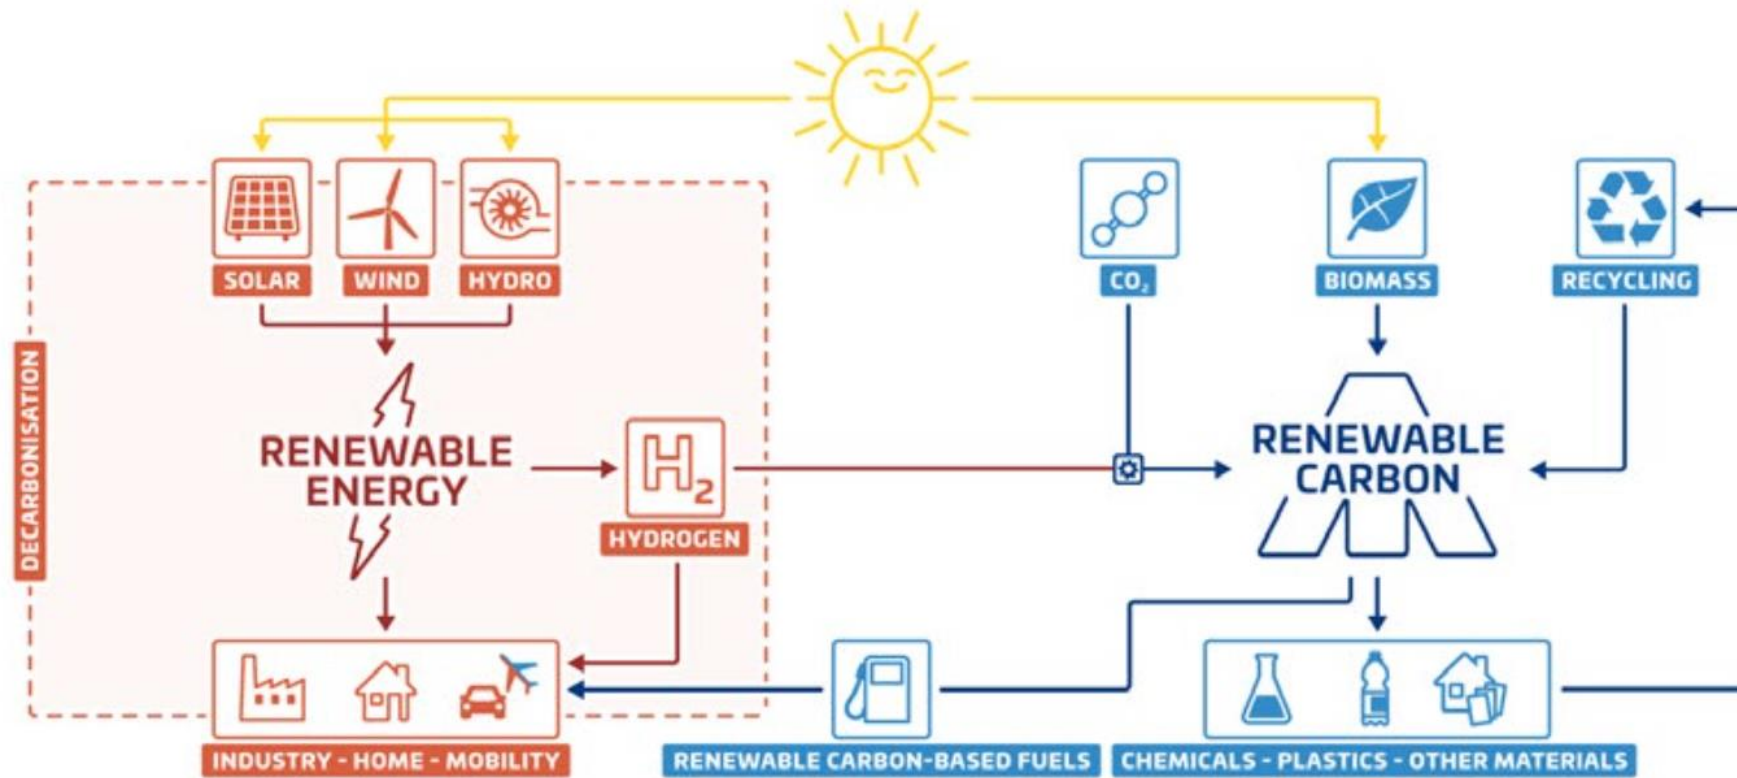 SOLAR
WIND
HYDRO
CO₂
BIOMASS
RECYCLING
DECARBONISATION
RENEWABLE
ENERGY
H₂
HYDROGEN
RENEWABLE
CARBON
INDUSTRY - HOME - MOBILITY
RENEWABLE CARBON-BASED FUELS
CHEMICALS - PLASTICS - OTHER MATERIALS